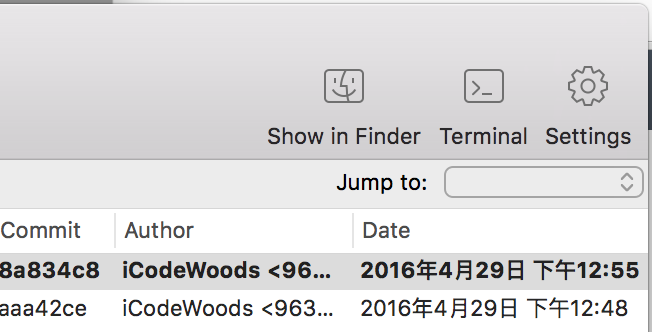 Show in Finder Terminal Settings
Jump to:
Commit Author Date
8a834c8 iCodeWoods <96... 2016年4月29日 下午12:55
aaa42ce iCodeWoods <963... 2016年4月29日 下午12:48